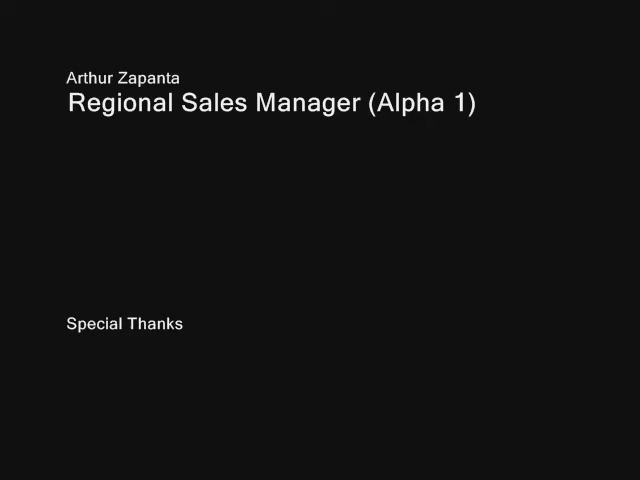 Arthur Zapanta
Regional Sales Manager (Alpha 1)
Special Thanks